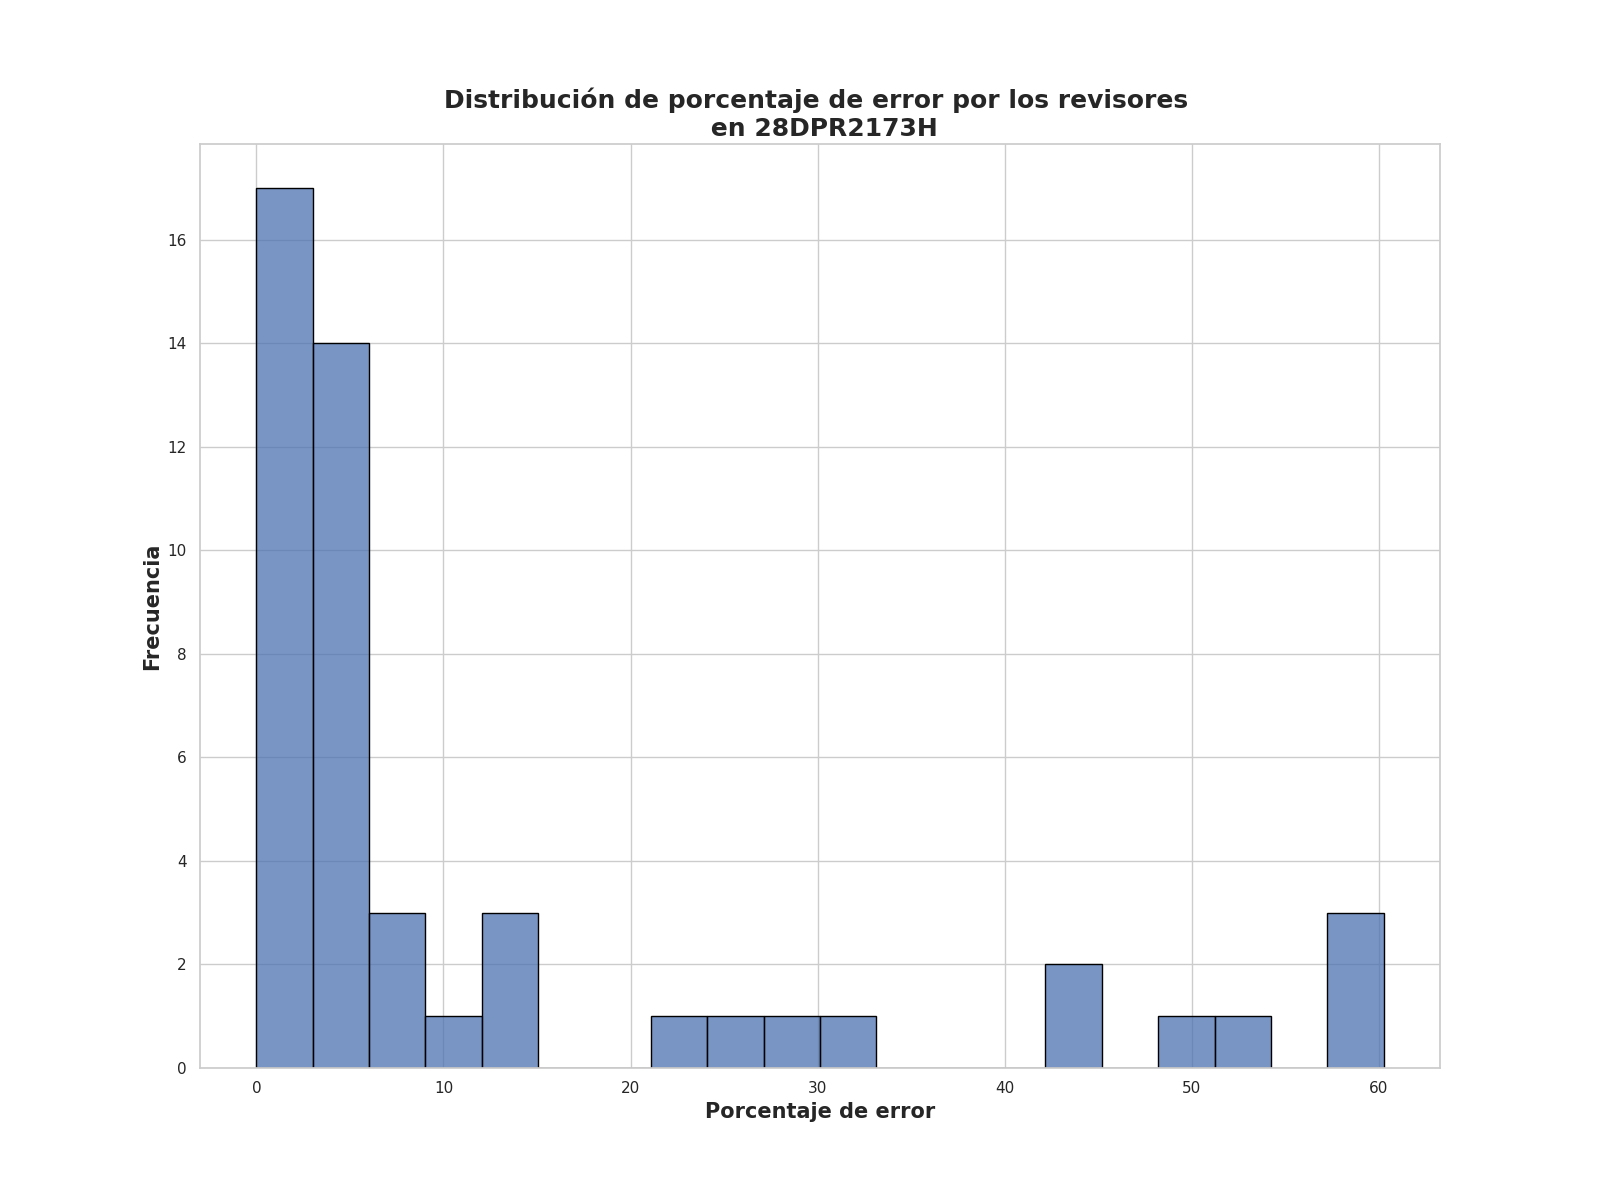 Distribución de porcentaje de error por los revisores
en 28DPR2173H
16
14
12
10
8
6
4
2
0
Frecuencia
0 10 20 30 40 50 60
Porcentaje de error